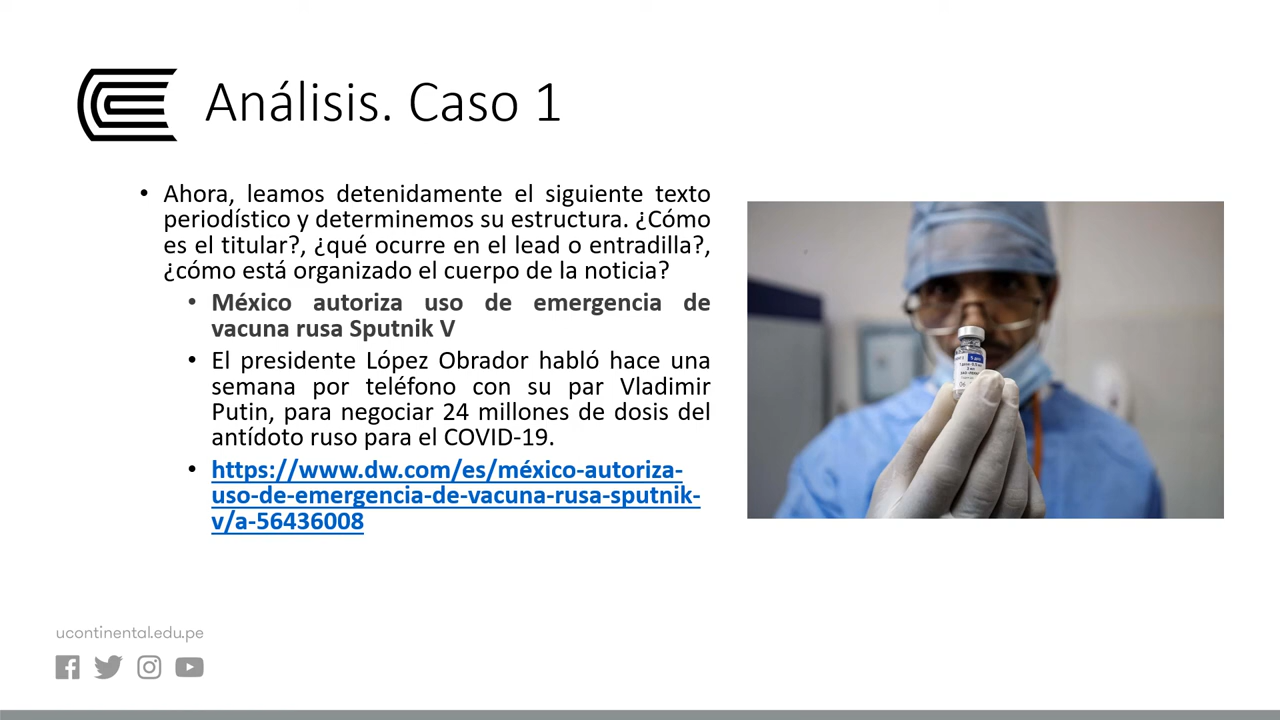 Análisis. Caso 1
• Ahora, leamos detenidamente el siguiente texto
periodístico y determinemos su estructura. ¿Cómo
es el titular?, ¿qué ocurre en el lead o entradilla?,
¿cómo está organizado el cuerpo de la noticia?
• México autoriza uso de emergencia de
vacuna rusa Sputnik V
• El presidente López Obrador habló hace una
semana por teléfono con su par Vladimir
Putin, para negociar 24 millones de dosis del
antídoto ruso para el COVID-19.
• https://www.dw.com/es/méxico-autoriza-
uso-de-emergencia-de-vacuna-rusa-sputnik-
v/a-56436008
ucontinental.edu.pe